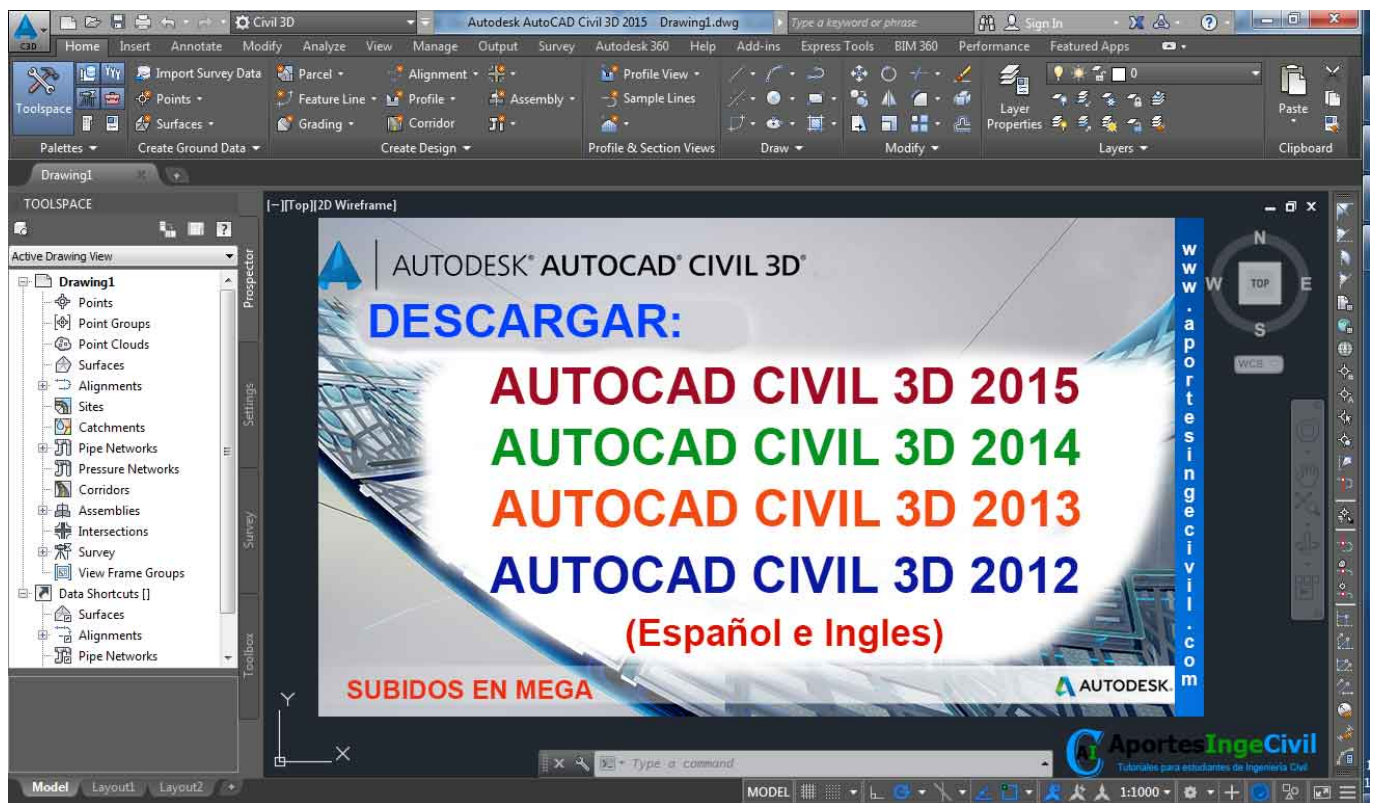 Civil 3D
Autodesk AutoCAD Civil 3D 2015 Drawing1.dwg
Type a keyword or phrase
Sign In
C3D
Home Insert Annotate Modify Analyze View Manage Output Survey Autodesk 360 Help Add-ins Express Tools BIM 360 Performance Featured Apps
Toolspace
Import Survey Data
Points
Surfaces
Parcel
Feature Line
Grading
Alignment
Profile
Corridor
Assembly
Profile View
Sample Lines
Layer
Properties
0
Paste
Palettes
Create Ground Data
Create Design
Profile & Section Views
Draw
Modify
Layers
Clipboard
Drawing1
TOOLSPACE
Active Drawing View
Drawing1
Points
Point Groups
Point Clouds
Surfaces
Alignments
Sites
Catchments
Pipe Networks
Pressure Networks
Corridors
Assemblies
Intersections
Survey
View Frame Groups
Data Shortcuts []
Surfaces
Alignments
Pipe Networks
Prospector
Settings
Survey
Toolbox
[−][Top][2D Wireframe]
AUTODESK® AUTOCAD® CIVIL 3D®
DESCARGAR:
AUTOCAD CIVIL 3D 2015
AUTOCAD CIVIL 3D 2014
AUTOCAD CIVIL 3D 2013
AUTOCAD CIVIL 3D 2012
(Español e Ingles)
SUBIDOS EN MEGA
AUTODESK.
www.aportesingecivil.com
N
W
TOP
E
S
WCS
Y
X
Type a command
AI
AportesIngeCivil
Tutoriales para estudiantes de Ingeniería Civil
Model Layout1 Layout2
MODEL
1:1000